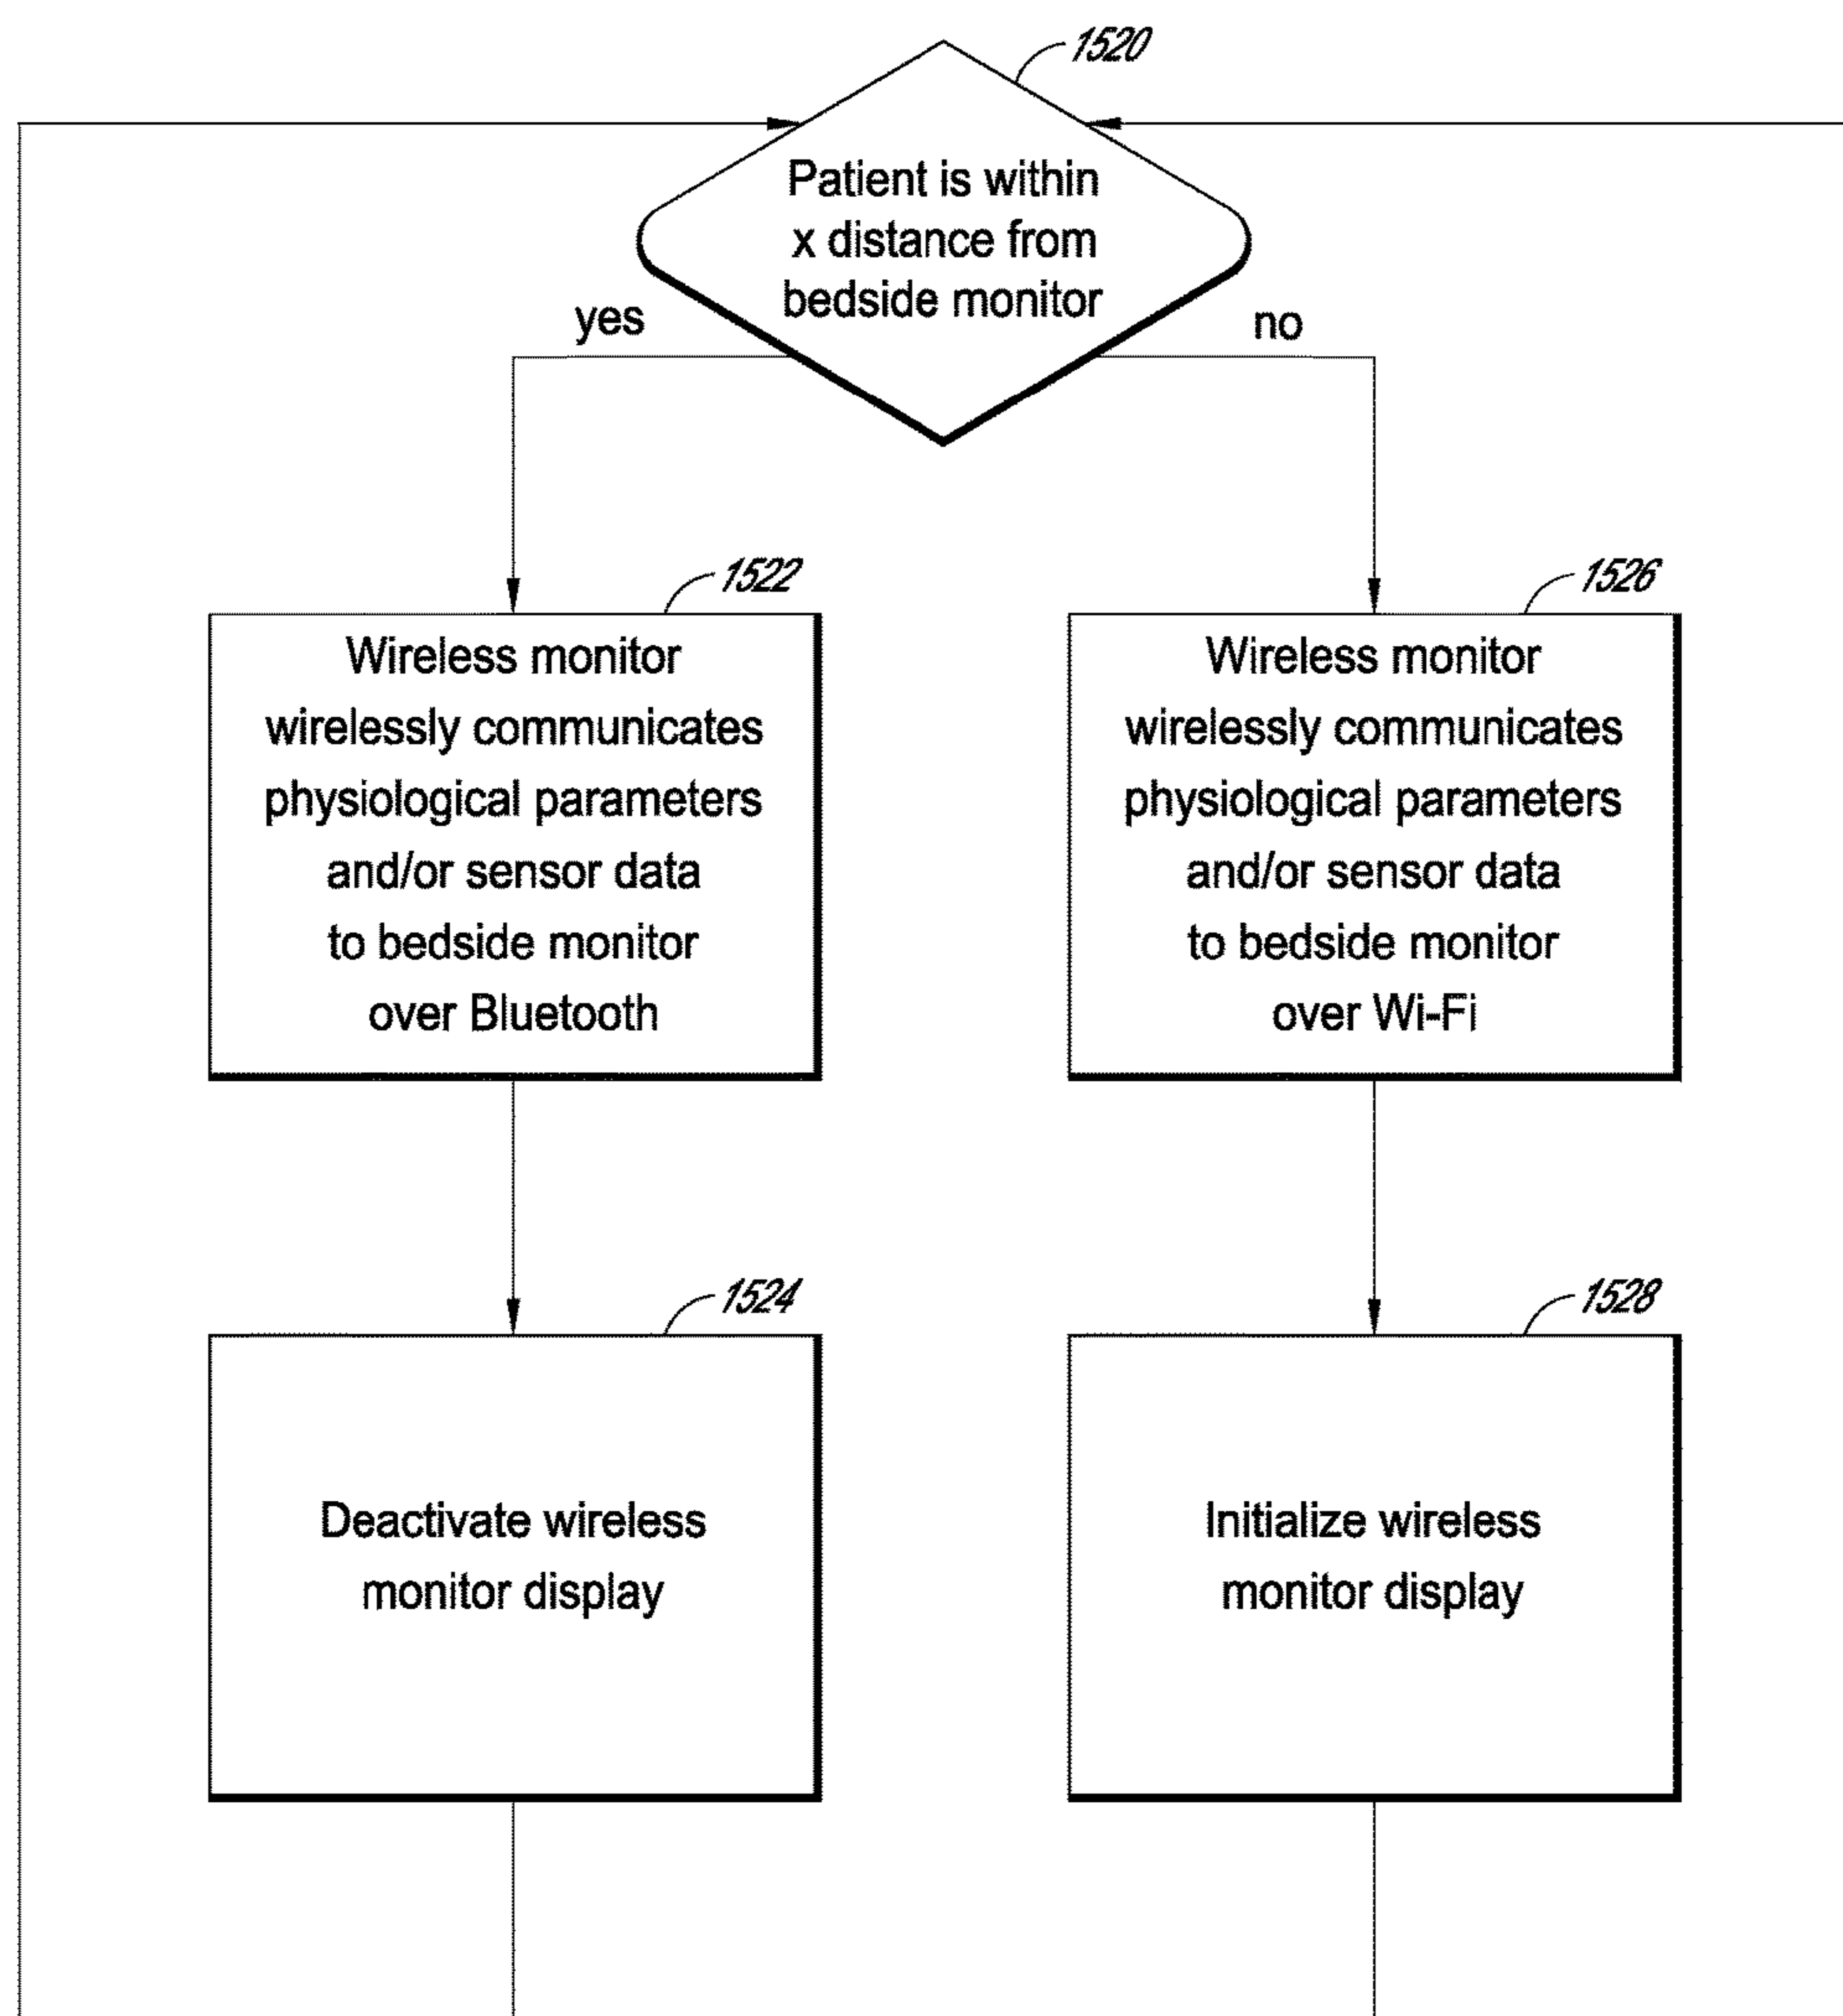 1520
Patient is within
x distance from
bedside monitor
yes
no
1522
Wireless monitor
wirelessly communicates
physiological parameters
and/or sensor data
to bedside monitor
over Bluetooth
1526
Wireless monitor
wirelessly communicates
physiological parameters
and/or sensor data
to bedside monitor
over Wi-Fi
1524
Deactivate wireless
monitor display
1528
Initialize wireless
monitor display